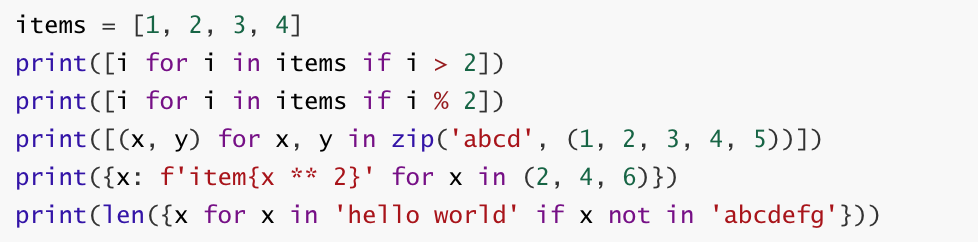 items = [1, 2, 3, 4]
print([i for i in items if i > 2])
print([i for i in items if i % 2])
print([(x, y) for x, y in zip('abcd', (1, 2, 3, 4, 5))])
print({x: f'item{x ** 2}' for x in (2, 4, 6)})
print(len({x for x in 'hello world' if x not in 'abcdefg'}))